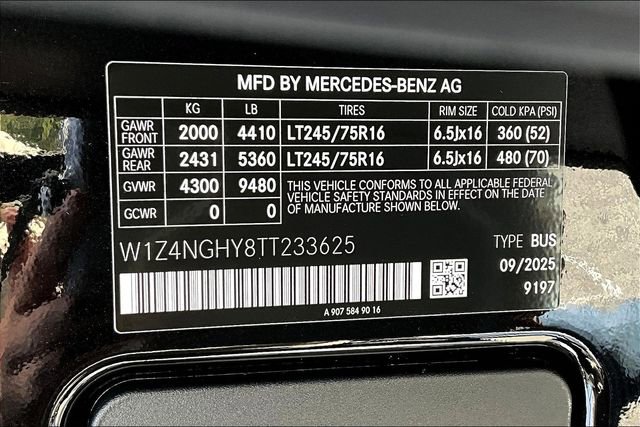 MFD BY MERCEDES-BENZ AG
KG LB TIRES RIM SIZE COLD KPA (PSI)
GAWR FRONT 2000 4410 LT245/75R16 6.5Jx16 360 (52)
GAWR REAR 2431 5360 LT245/75R16 6.5Jx16 480 (70)
GVWR 4300 9480 THIS VEHICLE CONFORMS TO ALL APPLICABLE FEDERAL
VEHICLE SAFETY STANDARDS IN EFFECT ON THE DATE
GCWR 0 0 OF MANUFACTURE SHOWN BELOW.
W1Z4NGHY8TT233625 TYPE BUS
09/2025
9197
A 907 584 90 16